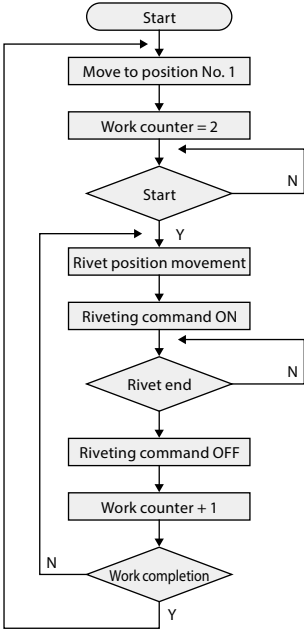 Start
Move to position No. 1
Work counter = 2
Start
N
Y
Rivet position movement
Riveting command ON
Rivet end
N
Riveting command OFF
Work counter + 1
Work completion
N
Y